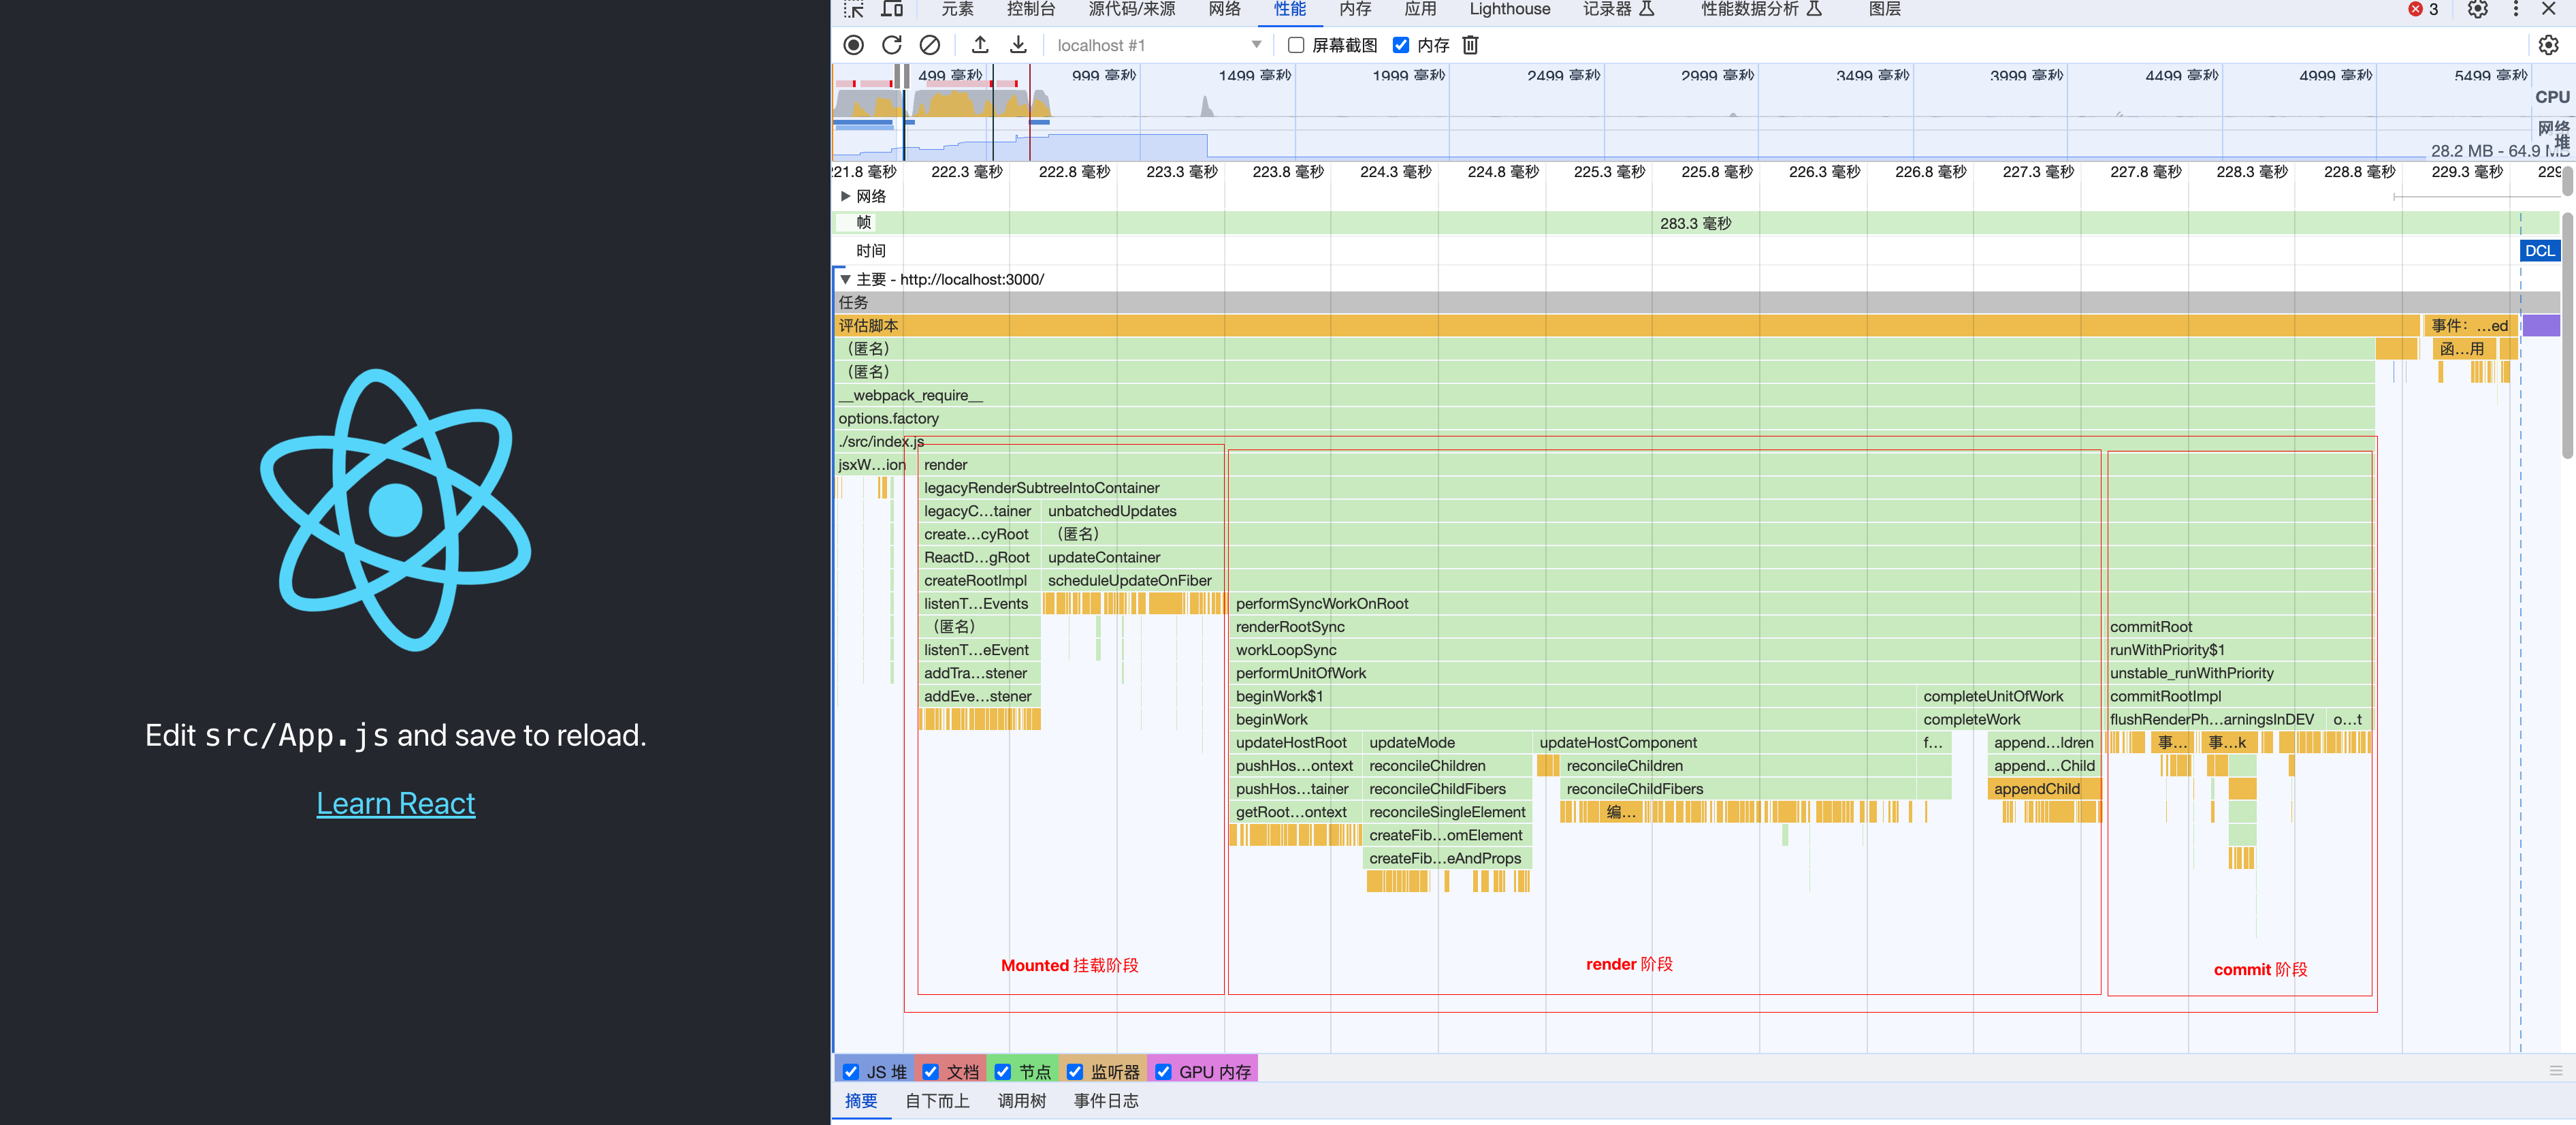 Edit src/App.js and save to reload.
Learn React
元素 控制台 源代码/来源 网络 性能 内存 应用 Lighthouse 记录器 性能数据分析 图层 3
localhost #1 屏幕截图 内存
499 毫秒 999 毫秒 1499 毫秒 1999 毫秒 2499 毫秒 2999 毫秒 3499 毫秒 3999 毫秒 4499 毫秒 4999 毫秒 5499 毫秒
CPU
网络
堆
28.2 MB - 64.9 MB
221.8 毫秒 222.3 毫秒 222.8 毫秒 223.3 毫秒 223.8 毫秒 224.3 毫秒 224.8 毫秒 225.3 毫秒 225.8 毫秒 226.3 毫秒 226.8 毫秒 227.3 毫秒 227.8 毫秒 228.3 毫秒 228.8 毫秒 229.3 毫秒 229
网络
帧 283.3 毫秒
时间 DCL
主要 - http://localhost:3000/
任务
评估脚本 事件：…ed
（匿名） 函…用
（匿名）
__webpack_require__
options.factory
./src/index.js
jsxW…ion render
legacyRenderSubtreeIntoContainer
legacyC…tainer unbatchedUpdates
create…cyRoot （匿名）
ReactD…gRoot updateContainer
createRootImpl scheduleUpdateOnFiber
listenT…Events performSyncWorkOnRoot
（匿名） renderRootSync commitRoot
listenT…eEvent workLoopSync runWithPriority$1
addTra…stener performUnitOfWork unstable_runWithPriority
addEve…stener beginWork$1 completeUnitOfWork commitRootImpl
beginWork completeWork flushRenderPh…arningsInDEV o…t
updateHostRoot updateMode updateHostComponent f… append…ldren 事… 事…k
pushHos…ontext reconcileChildren reconcileChildren append…Child
pushHos…tainer reconcileChildFibers reconcileChildFibers appendChild
getRoot…ontext reconcileSingleElement 编…
createFib…omElement
createFib…eAndProps
Mounted 挂载阶段 render 阶段 commit 阶段
JS 堆 文档 节点 监听器 GPU 内存
摘要 自下而上 调用树 事件日志